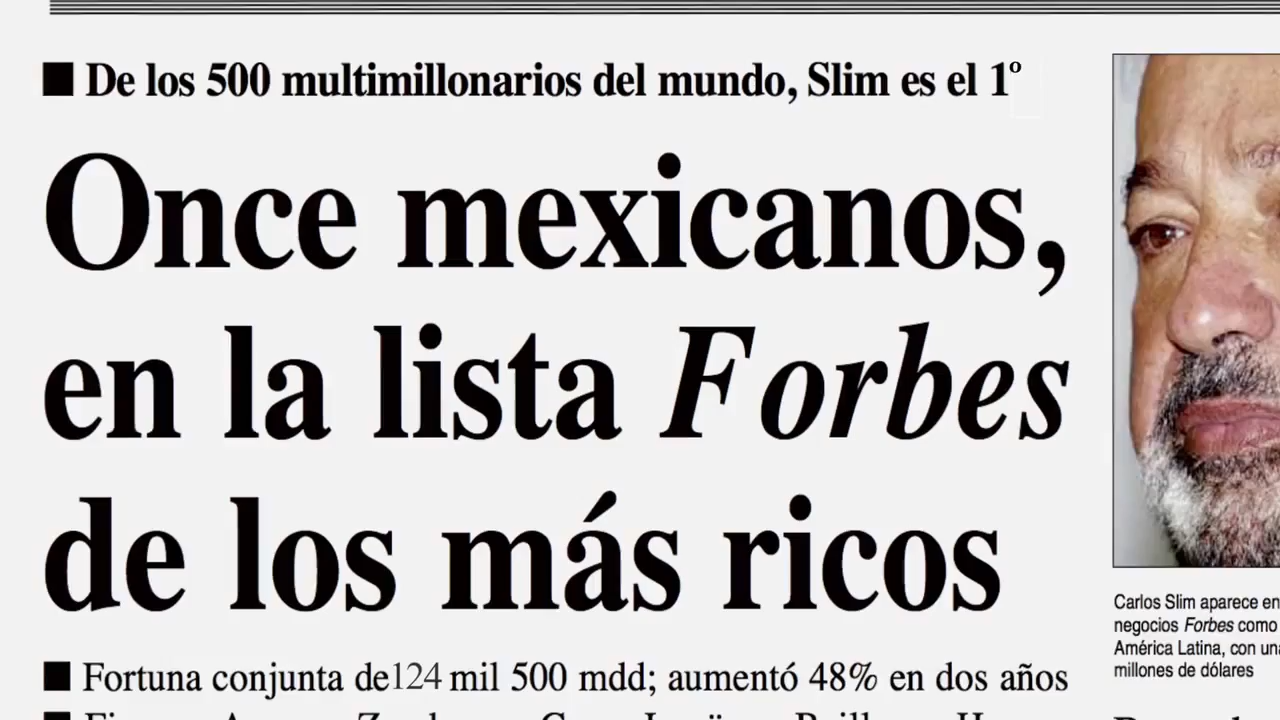 ■ De los 500 multimillonarios del mundo, Slim es el 1º
Once mexicanos,
en la lista Forbes
de los más ricos
■ Fortuna conjunta de124 mil 500 mdd; aumentó 48% en dos años
Carlos Slim aparece en
negocios Forbes como
América Latina, con una
millones de dólares